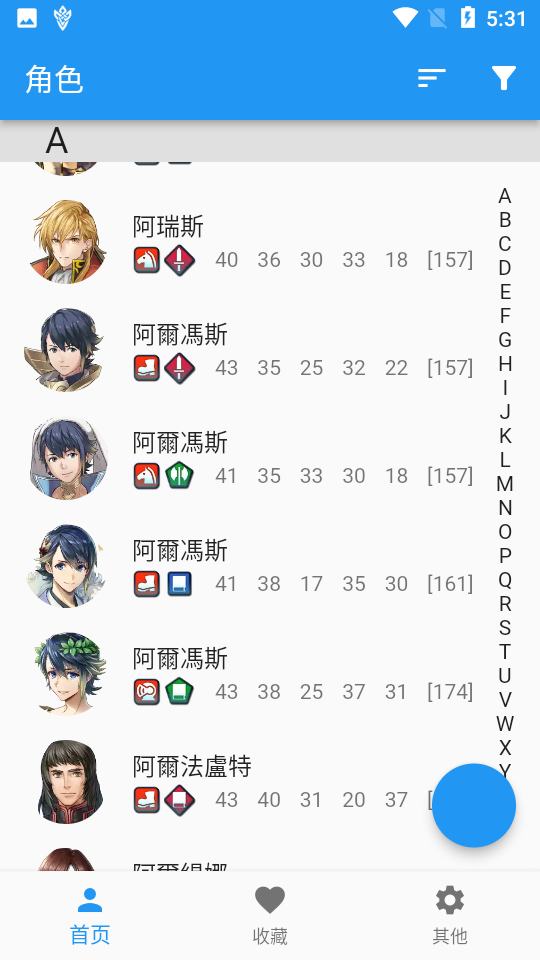 5:31
角色
A
阿瑞斯
40 36 30 33 18 [157]
阿爾馮斯
43 35 25 32 22 [157]
阿爾馮斯
41 35 33 30 18 [157]
阿爾馮斯
41 38 17 35 30 [161]
阿爾馮斯
43 38 25 37 31 [174]
阿爾法盧特
43 40 31 20 37 [
A
B
C
D
E
F
G
H
I
J
K
L
M
N
O
P
Q
R
S
T
U
V
W
X
Y
首页
收藏
其他